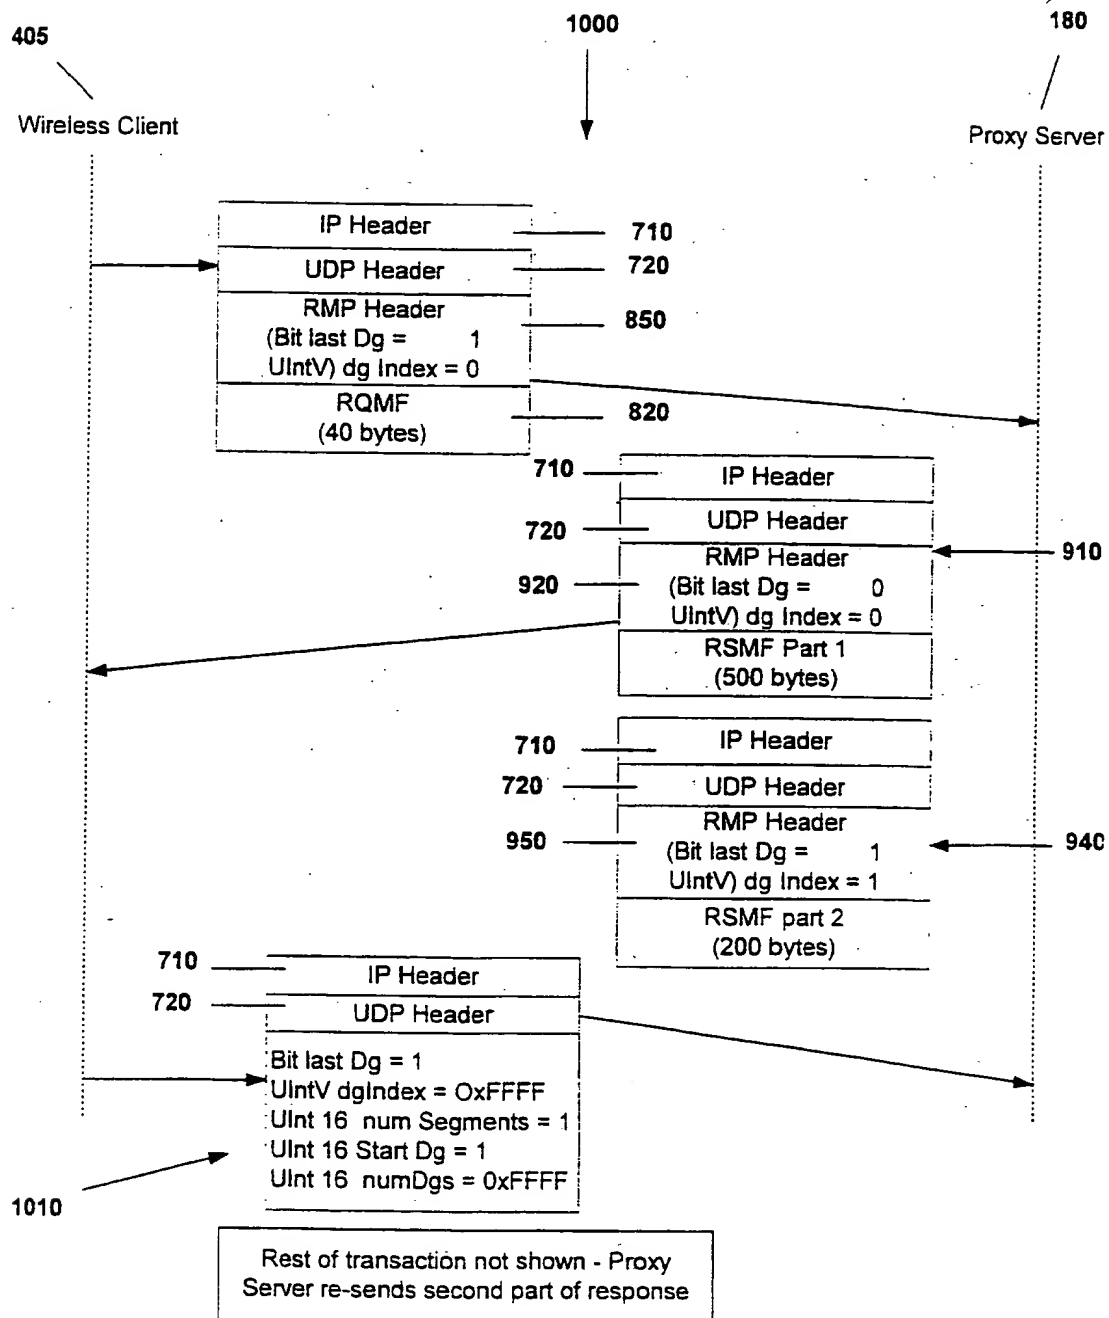 405
1000
180
Wireless Client
Proxy Server
IP Header
710
UDP Header
720
RMP Header
(Bit last Dg = 1
UIntV) dg Index = 0
850
RQMF
(40 bytes)
820
710
IP Header
720
UDP Header
RMP Header
(Bit last Dg = 0
UIntV) dg Index = 0
910
920
RSMF Part 1
(500 bytes)
710
IP Header
720
UDP Header
950
RMP Header
(Bit last Dg = 1
UIntV) dg Index = 1
940
RSMF part 2
(200 bytes)
710
IP Header
720
UDP Header
Bit last Dg = 1
UIntV dgIndex = OxFFFF
UInt 16 num Segments = 1
UInt 16 Start Dg = 1
UInt 16 numDgs = 0xFFFF
1010
Rest of transaction not shown - Proxy
Server re-sends second part of response